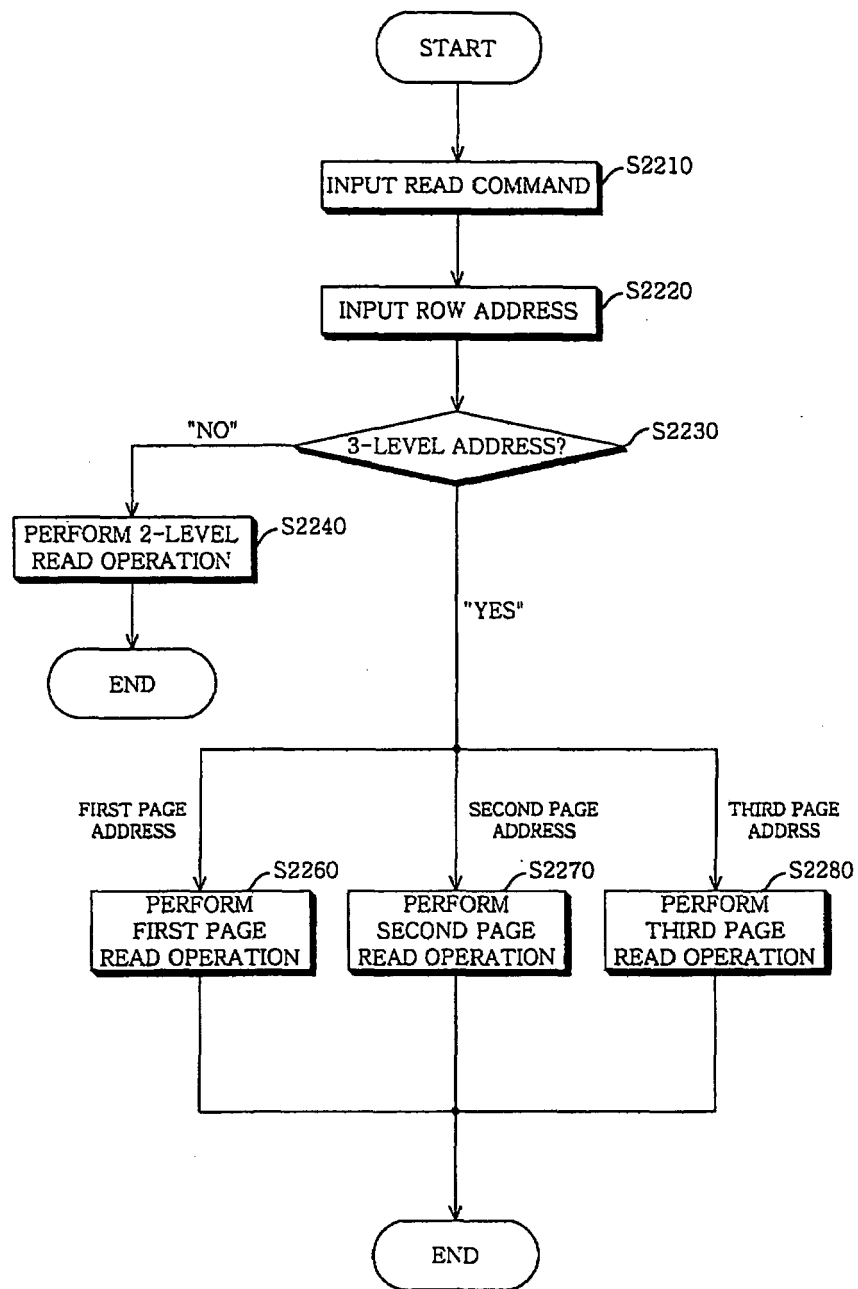 START
INPUT READ COMMAND
S2210
INPUT ROW ADDRESS
S2220
"NO"
3-LEVEL ADDRESS?
S2230
PERFORM 2-LEVEL
READ OPERATION
S2240
"YES"
END
FIRST PAGE
ADDRESS
SECOND PAGE
ADDRESS
THIRD PAGE
ADDRSS
S2260
S2270
S2280
PERFORM
FIRST PAGE
READ OPERATION
PERFORM
SECOND PAGE
READ OPERATION
PERFORM
THIRD PAGE
READ OPERATION
END